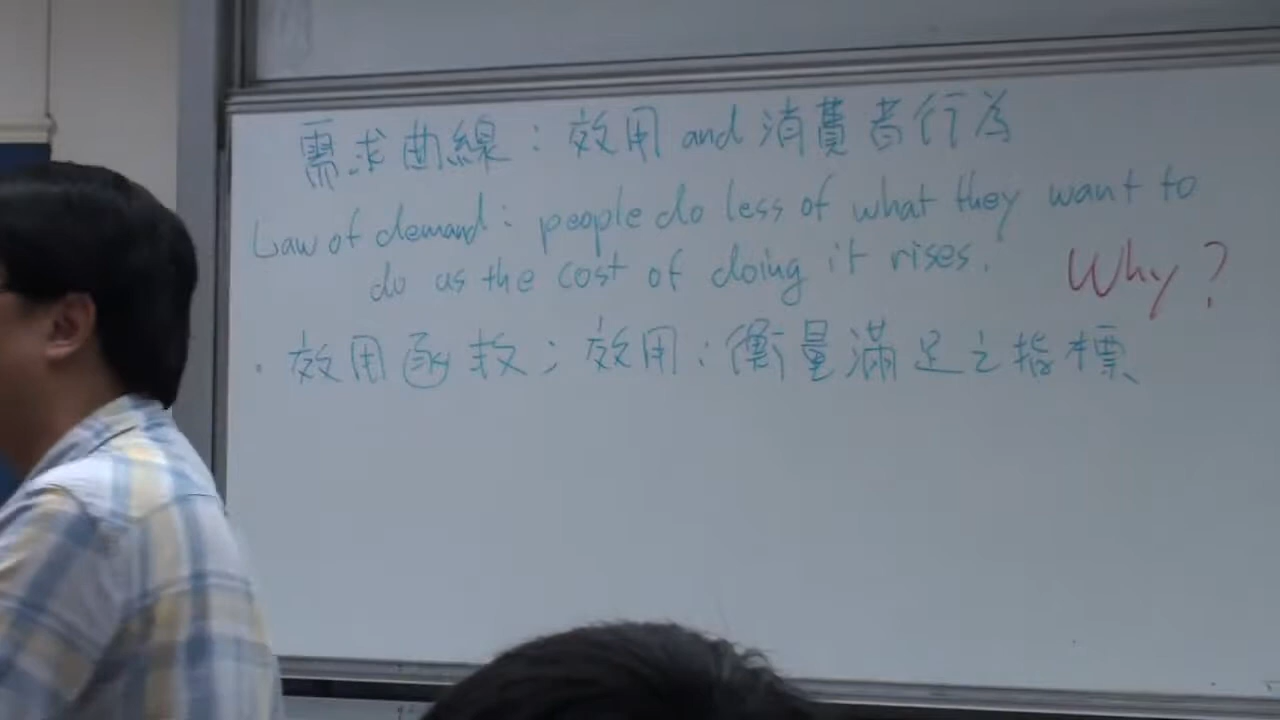 需求曲線：效用 and 消費者行為
Law of demand: people do less of what they want to
do as the cost of doing it rises.
Why?
· 效用函数；效用：衡量滿足之指標